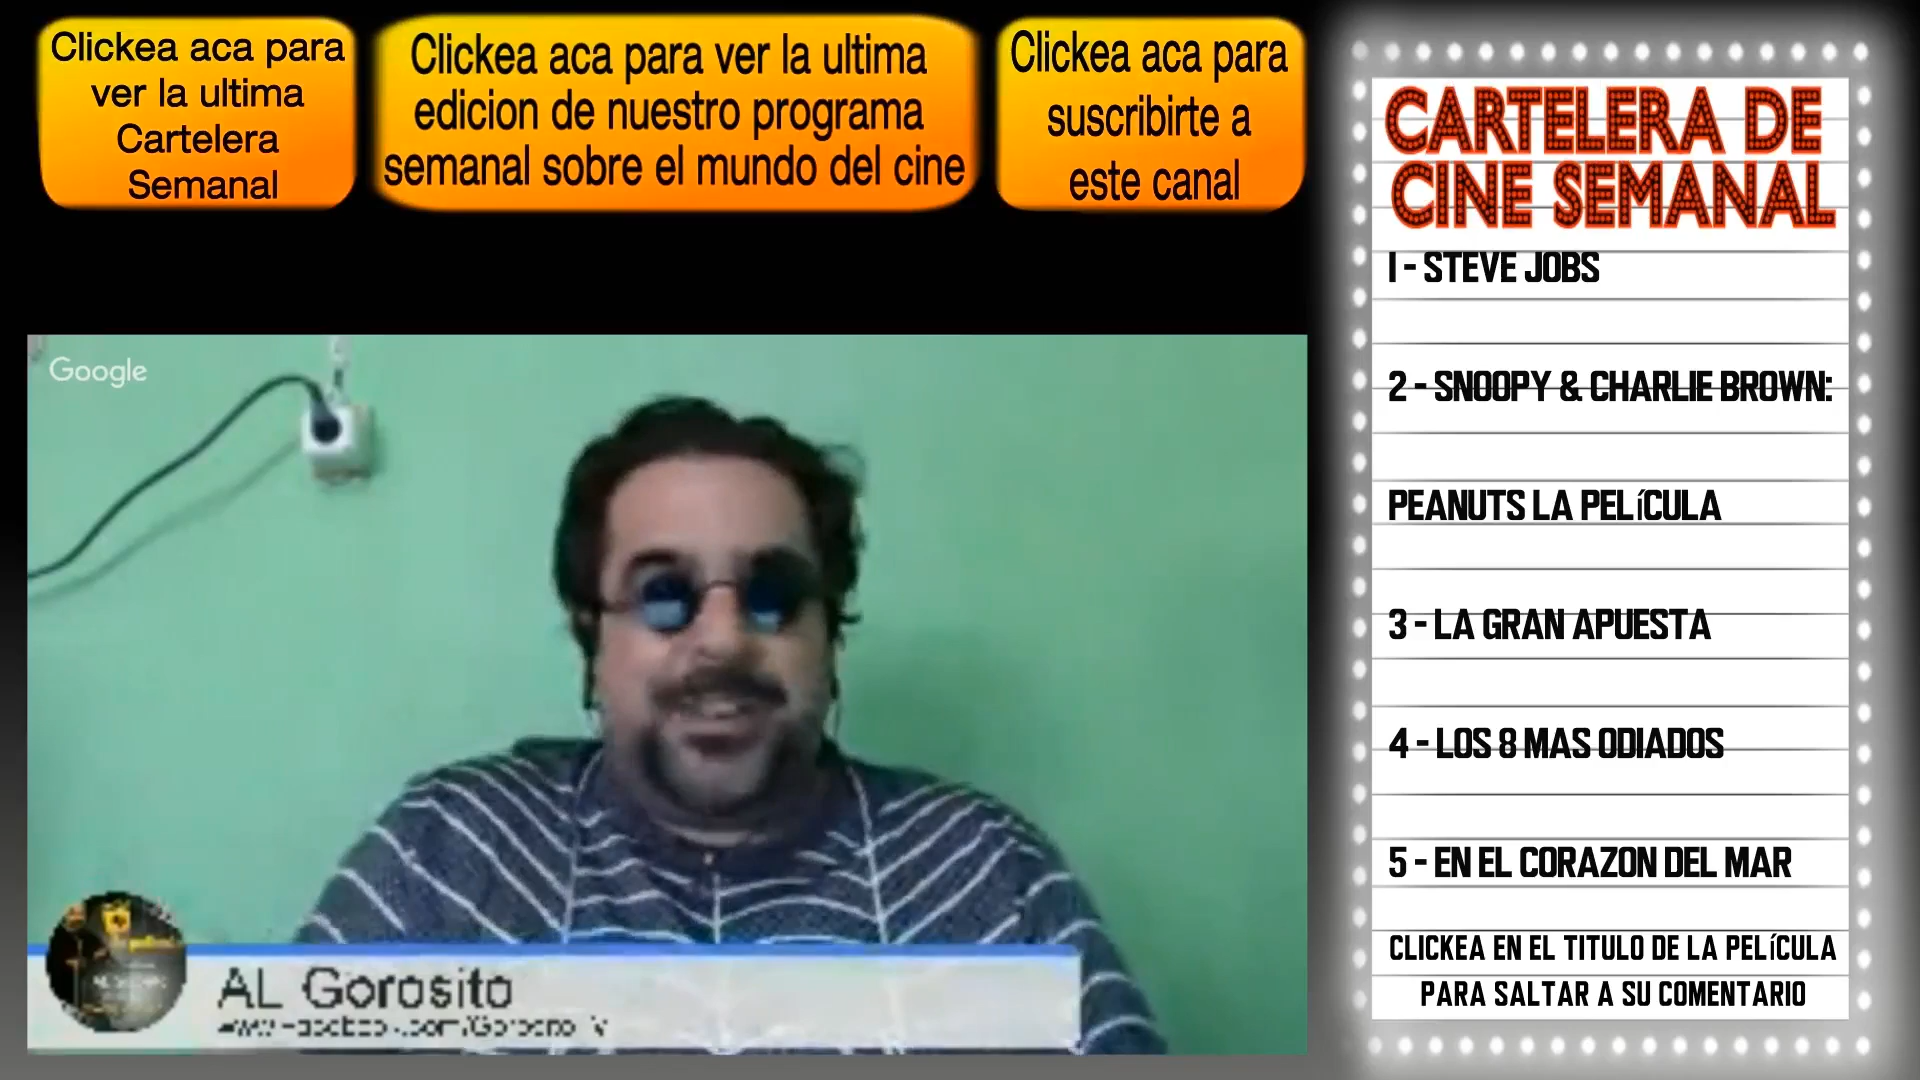 Clickea aca para
ver la ultima
Cartelera
Semanal
Clickea aca para ver la ultima
edicion de nuestro programa
semanal sobre el mundo del cine
Clickea aca para
suscribirte a
este canal
CARTELERA DE
CINE SEMANAL
1 - STEVE JOBS
2 - SNOOPY & CHARLIE BROWN:
PEANUTS LA PELíCULA
3 - LA GRAN APUESTA
4 - LOS 8 MAS ODIADOS
5 - EN EL CORAZON DEL MAR
CLICKEA EN EL TITULO DE LA PELíCULA
PARA SALTAR A SU COMENTARIO
Google
AL Gorosito